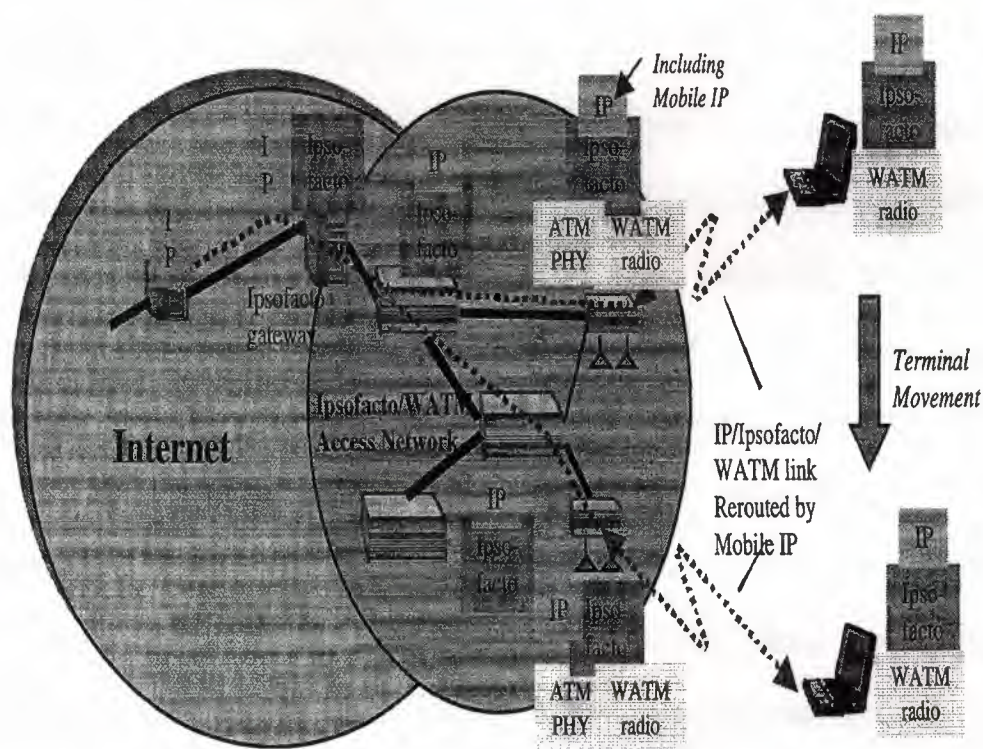 IP
Ipso-
facto
WATM
radio
Including
Mobile IP
IP
Ipso-
facto
ATM WATM
PHY radio
I
P
Ipso-
facto
IP
Ipso-
facto
I
P
Ipsofacto
gateway
Internet
Ipsofacto/WATM
Access Network
Terminal
Movement
IP/Ipsofacto/
WATM link
Rerouted by
Mobile IP
IP
Ipso-
facto
IP Ipso-
facto
ATM WATM
PHY radio
IP
Ipso-
facto
WATM
radio